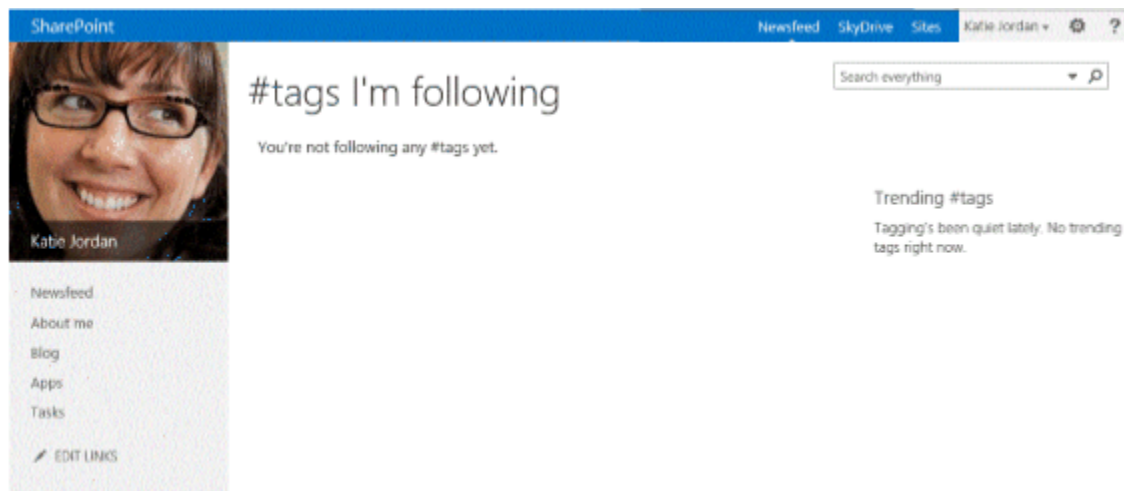 SharePoint
Newsfeed SkyDrive Sites Katie Jordan ?
Search everything
#tags I'm following
You're not following any #tags yet.
Trending #tags
Tagging's been quiet lately. No trending
tags right now.
Katie Jordan
Newsfeed
About me
Blog
Apps
Tasks
EDIT LINKS